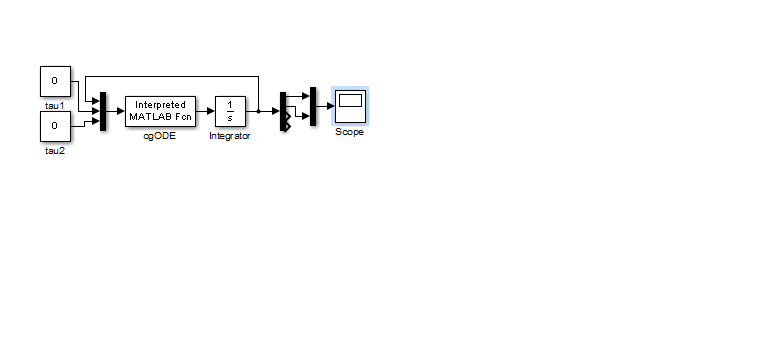 0
tau1
0
tau2
Interpreted
MATLAB Fcn
cgODE
1
s
Integrator
Scope